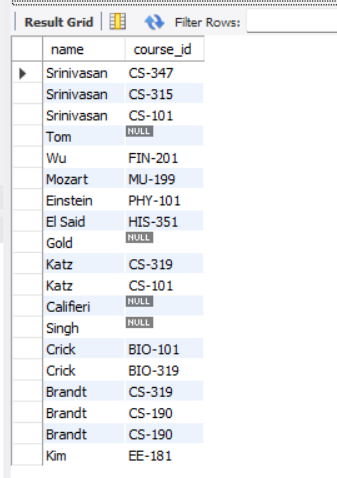 Result Grid Filter Rows:
name course_id
Srinivasan CS-347
Srinivasan CS-315
Srinivasan CS-101
Tom NULL
Wu FIN-201
Mozart MU-199
Einstein PHY-101
El Said HIS-351
Gold NULL
Katz CS-319
Katz CS-101
Califieri NULL
Singh NULL
Crick BIO-101
Crick BIO-319
Brandt CS-319
Brandt CS-190
Brandt CS-190
Kim EE-181